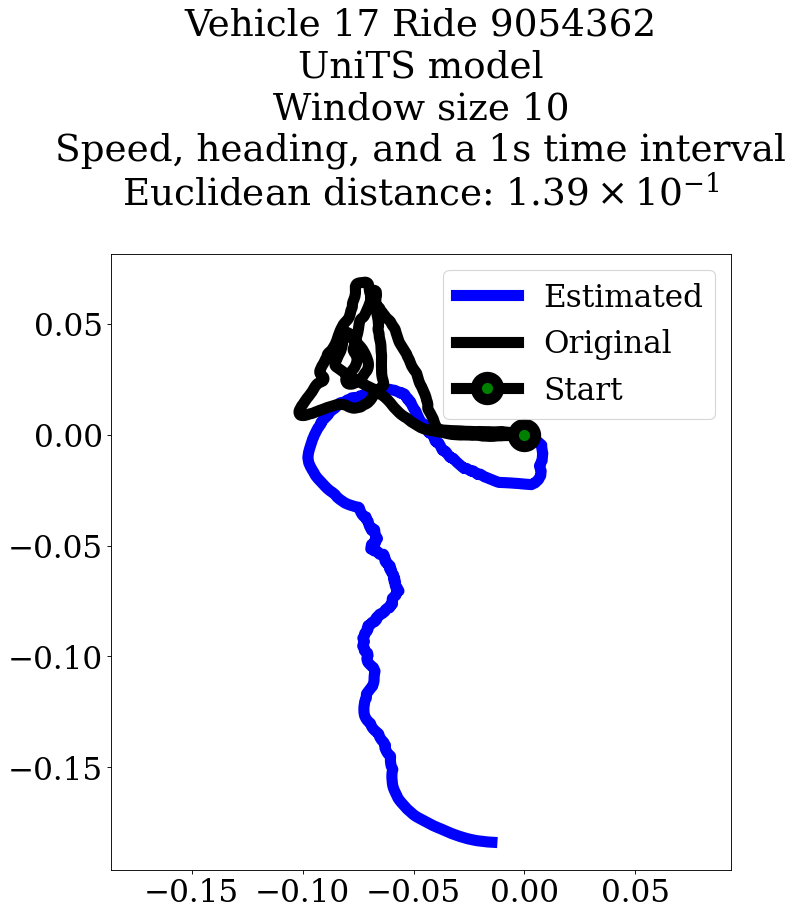 Vehicle 17 Ride 9054362
UniTS model
Window size 10
Speed, heading, and a 1s time interval
Euclidean distance: 1.39 × 10⁻¹
Estimated
Original
Start
0.05
0.00
−0.05
−0.10
−0.15
−0.15 −0.10 −0.05 0.00 0.05